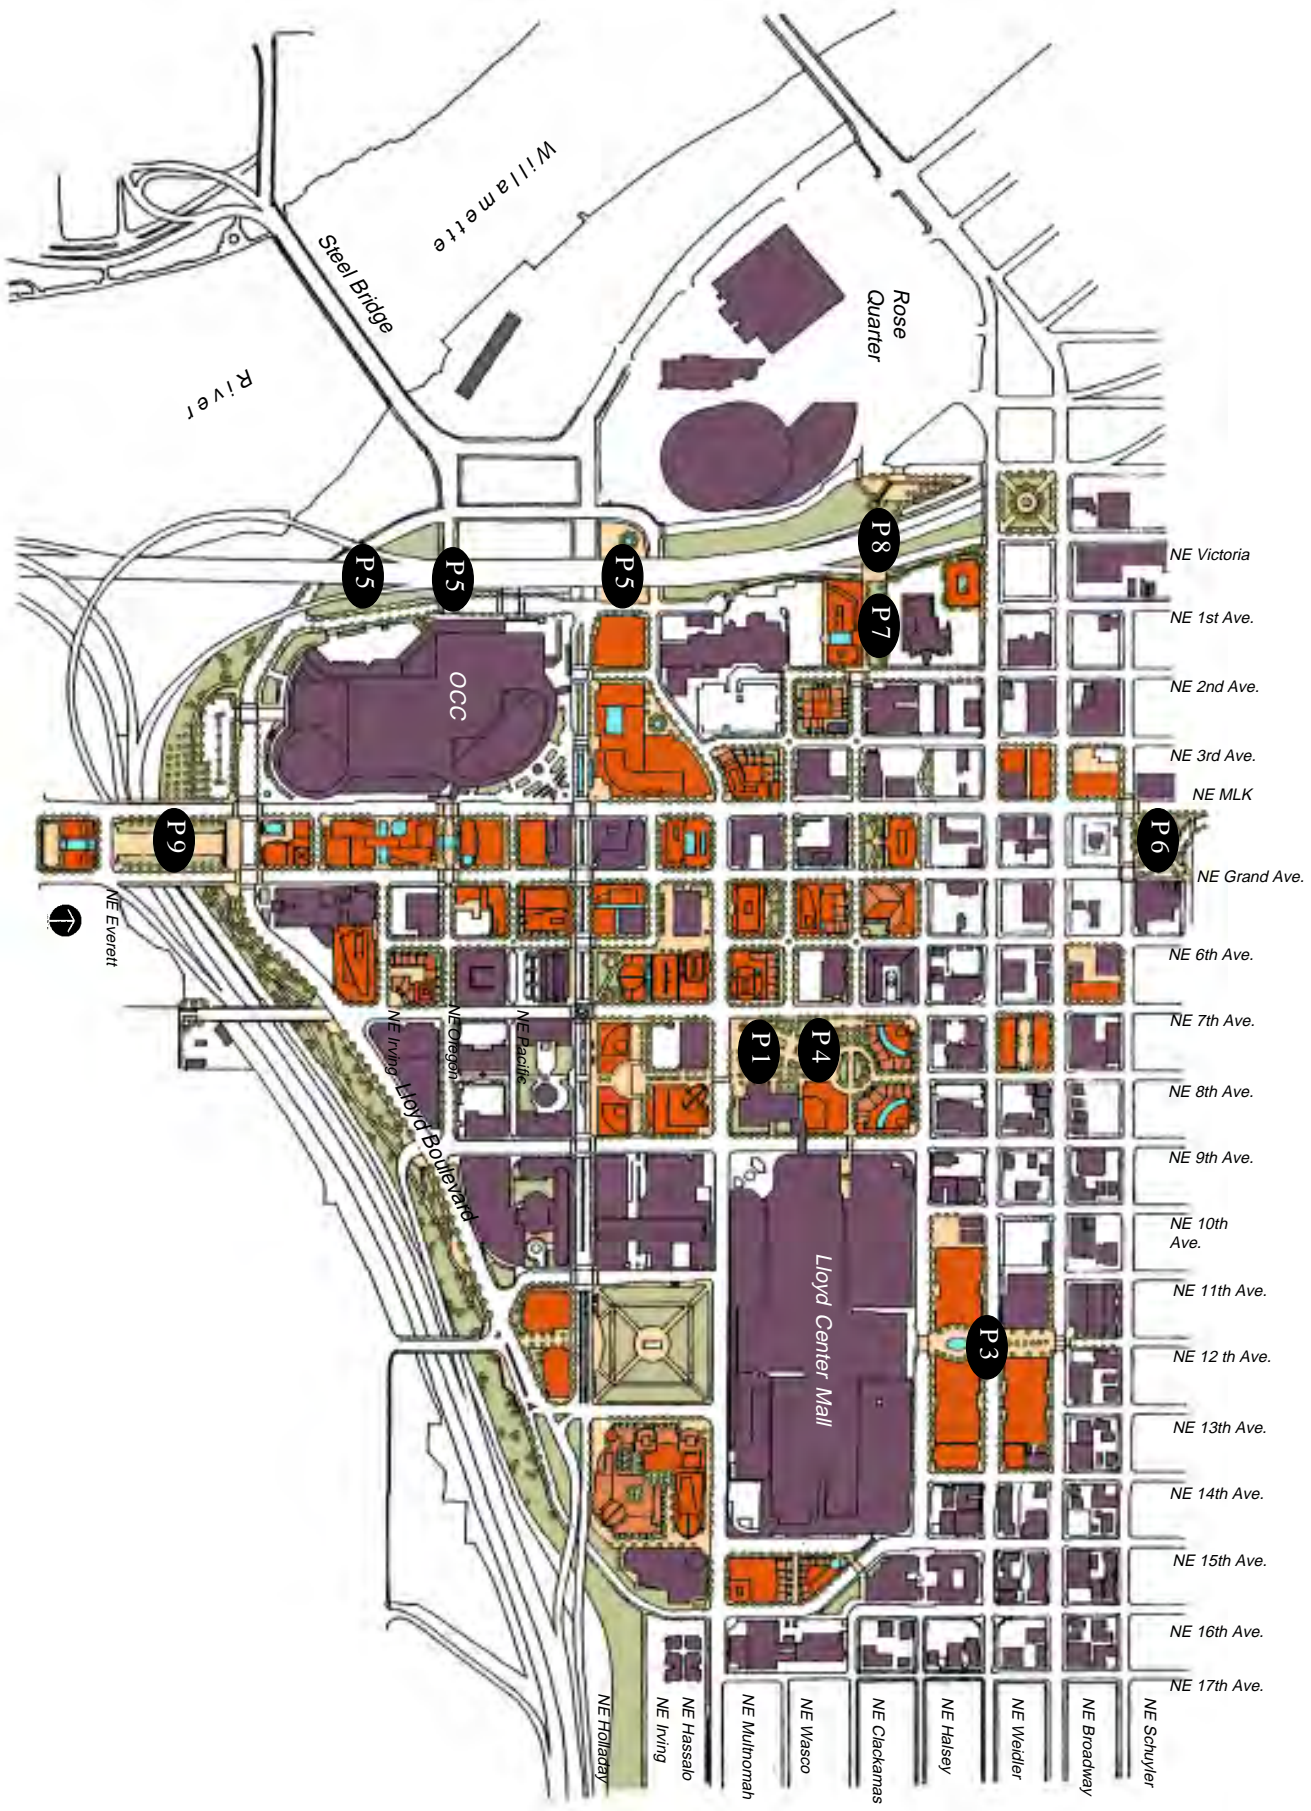 Willamette
River
Steel Bridge
Rose
Quarter
P8
P5
P5
P5
P7
NE Victoria
NE 1st Ave.
OCC
NE 2nd Ave.
NE 3rd Ave.
NE MLK
P9
P6
NE Grand Ave.
NE Everett
NE 6th Ave.
NE Irving
NE Oregon
NE Pacific
P1
P4
NE 7th Ave.
NE 8th Ave.
Lloyd Boulevard
NE 9th Ave.
NE 10th
Ave.
Lloyd Center Mall
NE 11th Ave.
P3
NE 12 th Ave.
NE 13th Ave.
NE 14th Ave.
NE 15th Ave.
NE 16th Ave.
NE 17th Ave.
NE Holladay
NE Irving
NE Hassalo
NE Multnomah
NE Wasco
NE Clackamas
NE Halsey
NE Weidler
NE Broadway
NE Schuyler